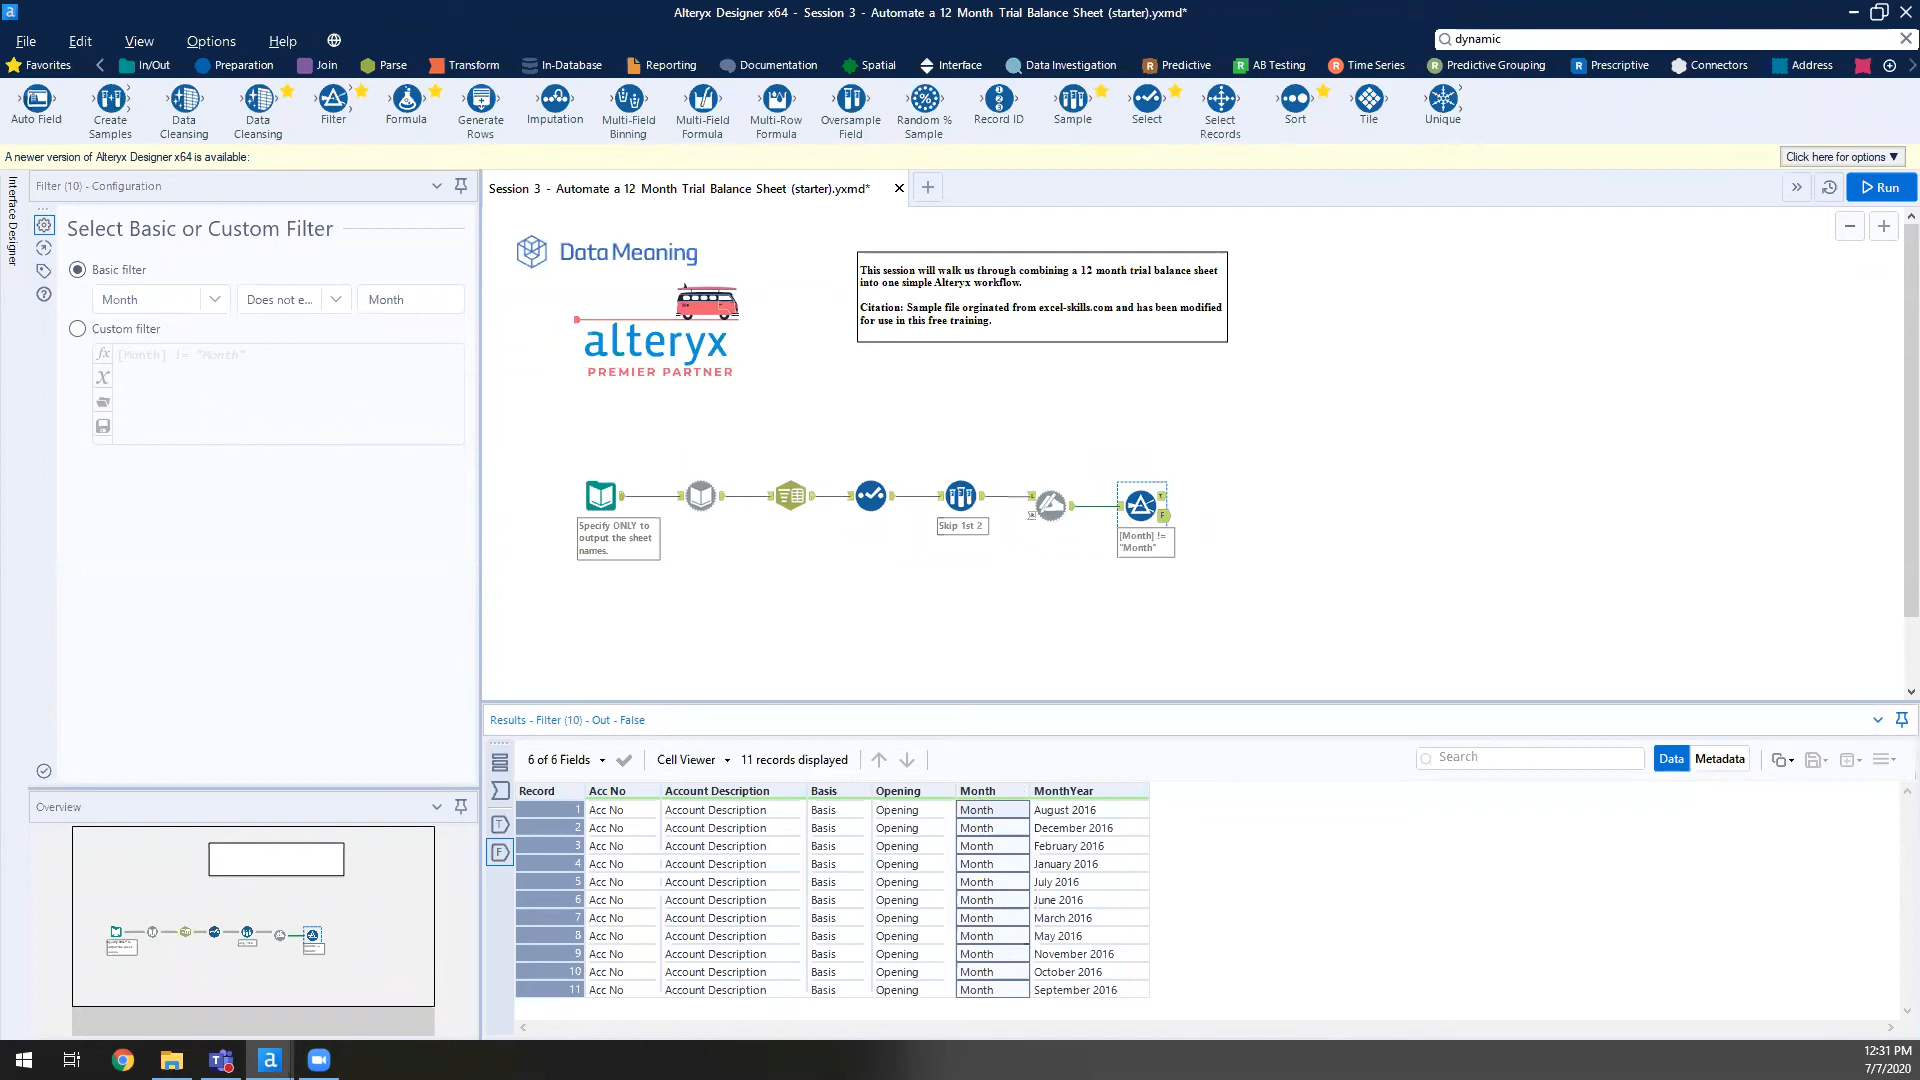 Alteryx Designer x64 - Session 3 - Automate a 12 Month Trial Balance Sheet (starter).yxmd*
File Edit View Options Help
dynamic
Favorites In/Out Preparation Join Parse Transform In-Database Reporting Documentation Spatial Interface Data Investigation Predictive AB Testing Time Series Predictive Grouping Prescriptive Connectors Address
Auto Field
Create Samples
Data Cleansing
Data Cleansing
Filter
Formula
Generate Rows
Imputation
Multi-Field Binning
Multi-Field Formula
Multi-Row Formula
Oversample Field
Random % Sample
Record ID
Sample
Select
Select Records
Sort
Tile
Unique
A newer version of Alteryx Designer x64 is available:
Click here for options ▼
Interface Designer
Filter (10) - Configuration
Select Basic or Custom Filter
Basic filter
Month Does not e... Month
Custom filter
[Month] != "Month"
Session 3 - Automate a 12 Month Trial Balance Sheet (starter).yxmd*
Run
Data Meaning
alteryx
PREMIER PARTNER
This session will walk us through combining a 12 month trial balance sheet
into one simple Alteryx workflow.
Citation: Sample file orginated from excel-skills.com and has been modified
for use in this free training.
Specify ONLY to
output the sheet
names.
Skip 1st 2
[Month] !=
"Month"
Overview
Results - Filter (10) - Out - False
6 of 6 Fields Cell Viewer 11 records displayed Search Data Metadata
Record Acc No Account Description Basis Opening Month MonthYear
1 Acc No Account Description Basis Opening Month August 2016
2 Acc No Account Description Basis Opening Month December 2016
3 Acc No Account Description Basis Opening Month February 2016
4 Acc No Account Description Basis Opening Month January 2016
5 Acc No Account Description Basis Opening Month July 2016
6 Acc No Account Description Basis Opening Month June 2016
7 Acc No Account Description Basis Opening Month March 2016
8 Acc No Account Description Basis Opening Month May 2016
9 Acc No Account Description Basis Opening Month November 2016
10 Acc No Account Description Basis Opening Month October 2016
11 Acc No Account Description Basis Opening Month September 2016
12:31 PM
7/7/2020